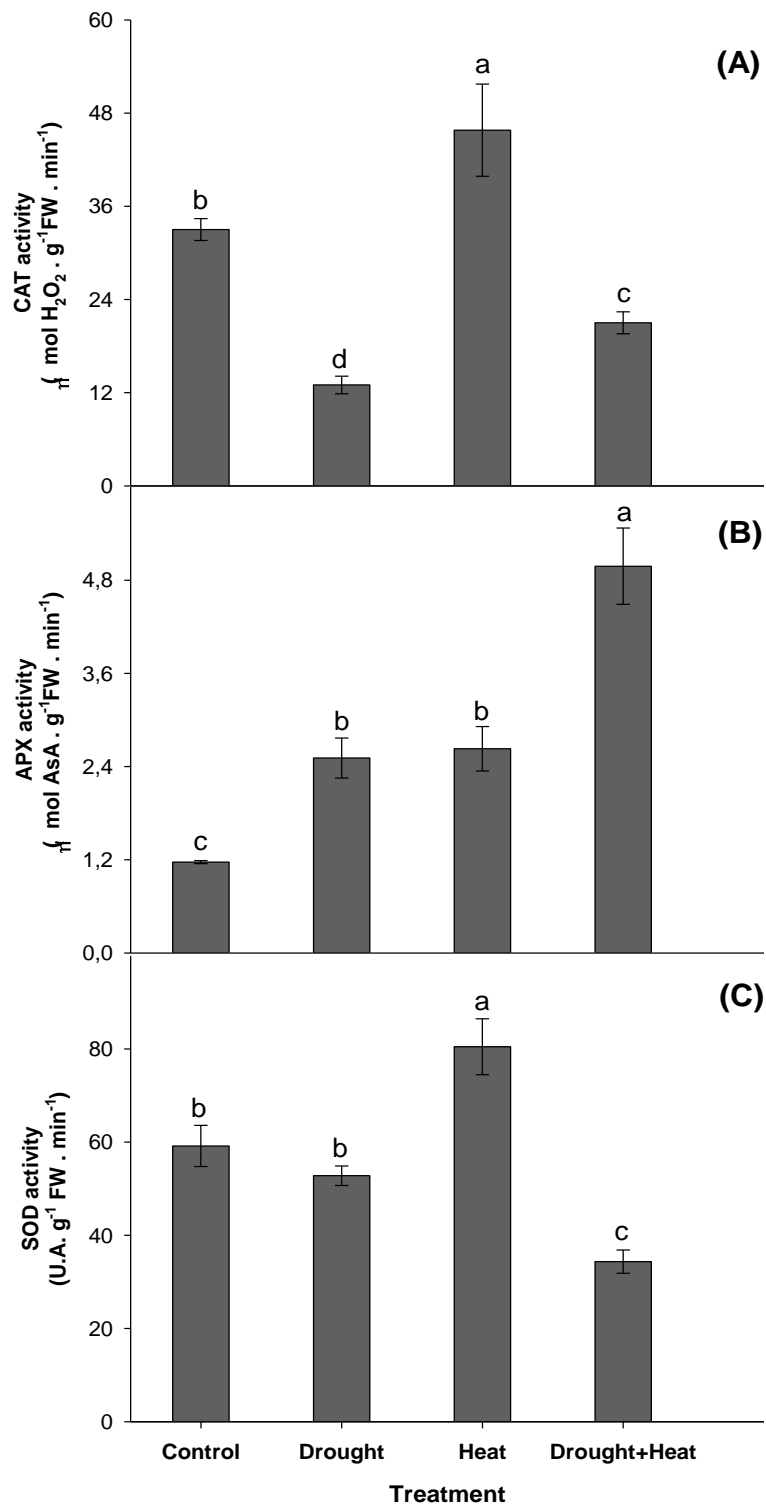 (A)
60
48
36
24
12
0
CAT activity
mol H₂O₂ . g⁻¹FW . min⁻¹)
b
d
a
c
(B)
4,8
3,6
2,4
1,2
0,0
APX activity
mol AsA . g⁻¹FW . min⁻¹)
c
b
b
a
(C)
80
60
40
20
0
SOD activity
(U.A. g⁻¹ FW . min⁻¹)
b
b
a
c
Control Drought Heat Drought+Heat
Treatment